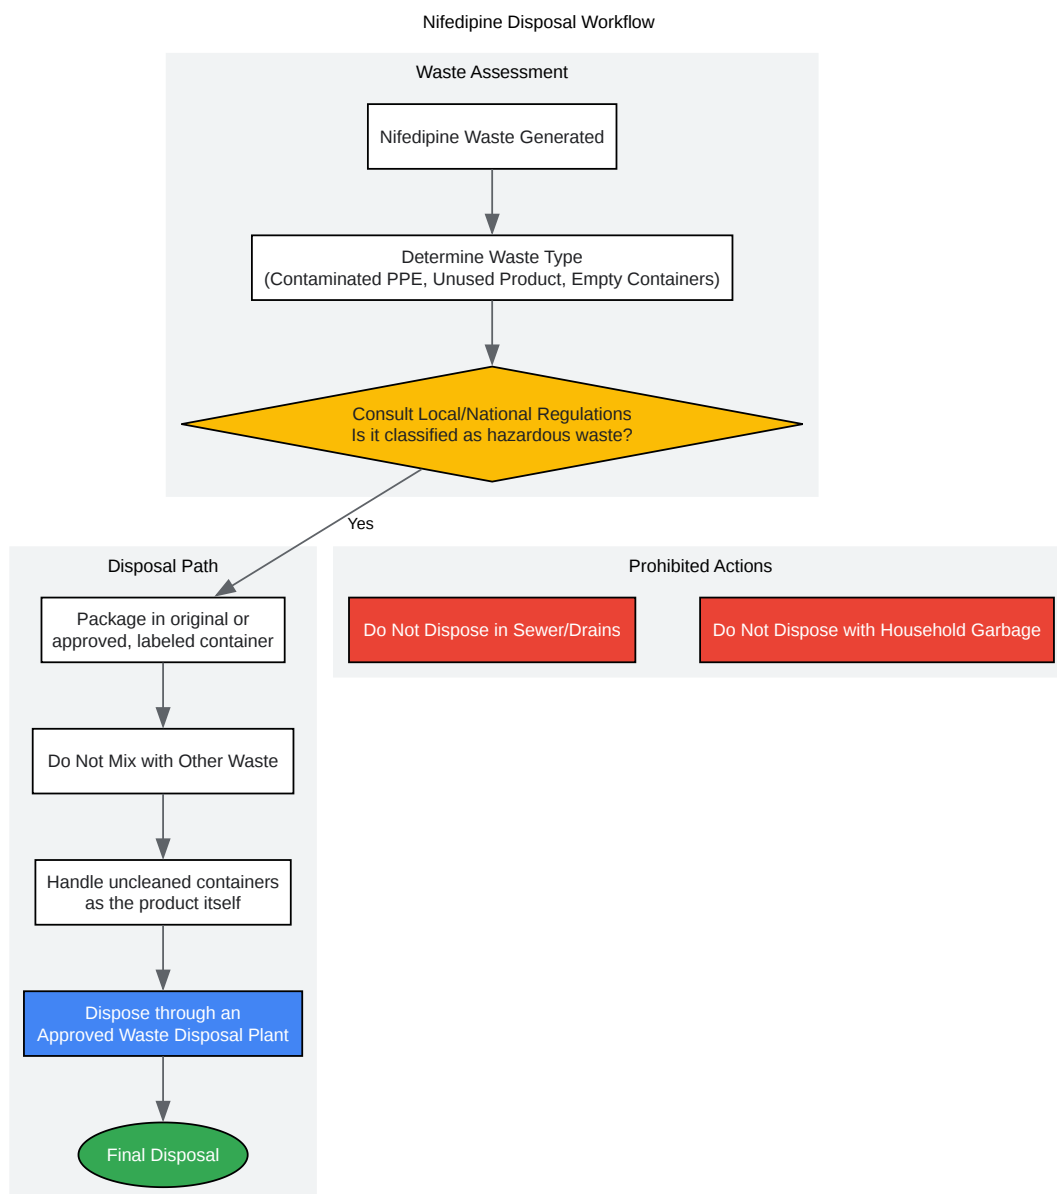 Nifedipine Disposal Workflow
Waste Assessment
Nifedipine Waste Generated
Determine Waste Type
(Contaminated PPE, Unused Product, Empty Containers)
Consult Local/National Regulations
Is it classified as hazardous waste?
Yes
Disposal Path
Package in original or
approved, labeled container
Do Not Mix with Other Waste
Handle uncleaned containers
as the product itself
Dispose through an
Approved Waste Disposal Plant
Final Disposal
Prohibited Actions
Do Not Dispose in Sewer/Drains
Do Not Dispose with Household Garbage